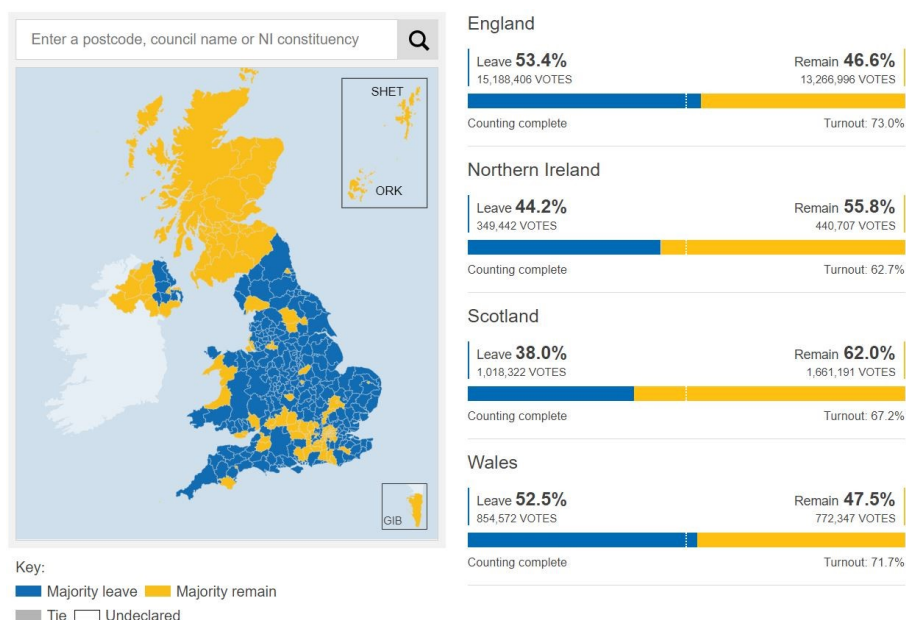 Enter a postcode, council name or NI constituency
SHET
ORK
GIB
Key:
Majority leave Majority remain
Tie Undeclared
England
Leave 53.4% Remain 46.6%
15,188,406 VOTES 13,266,996 VOTES
Counting complete Turnout: 73.0%
Northern Ireland
Leave 44.2% Remain 55.8%
349,442 VOTES 440,707 VOTES
Counting complete Turnout: 62.7%
Scotland
Leave 38.0% Remain 62.0%
1,018,322 VOTES 1,661,191 VOTES
Counting complete Turnout: 67.2%
Wales
Leave 52.5% Remain 47.5%
854,572 VOTES 772,347 VOTES
Counting complete Turnout: 71.7%